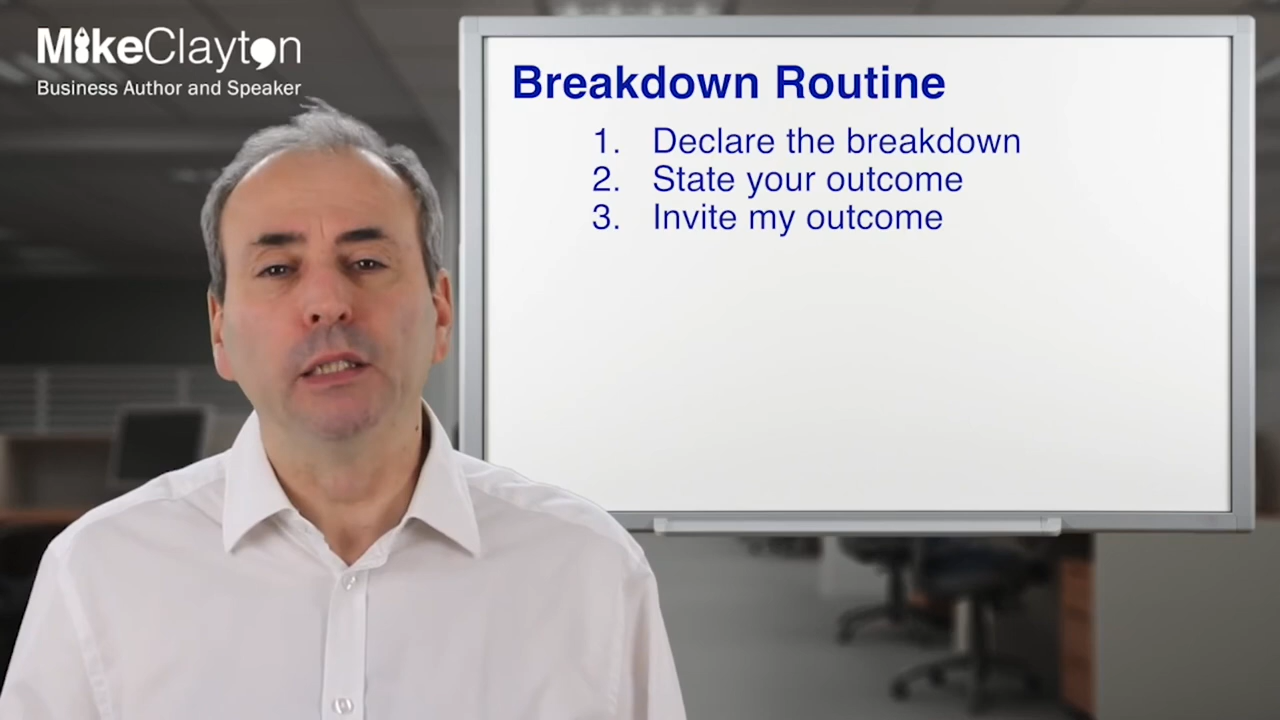 MikeClayton
Business Author and Speaker
Breakdown Routine
1. Declare the breakdown
2. State your outcome
3. Invite my outcome